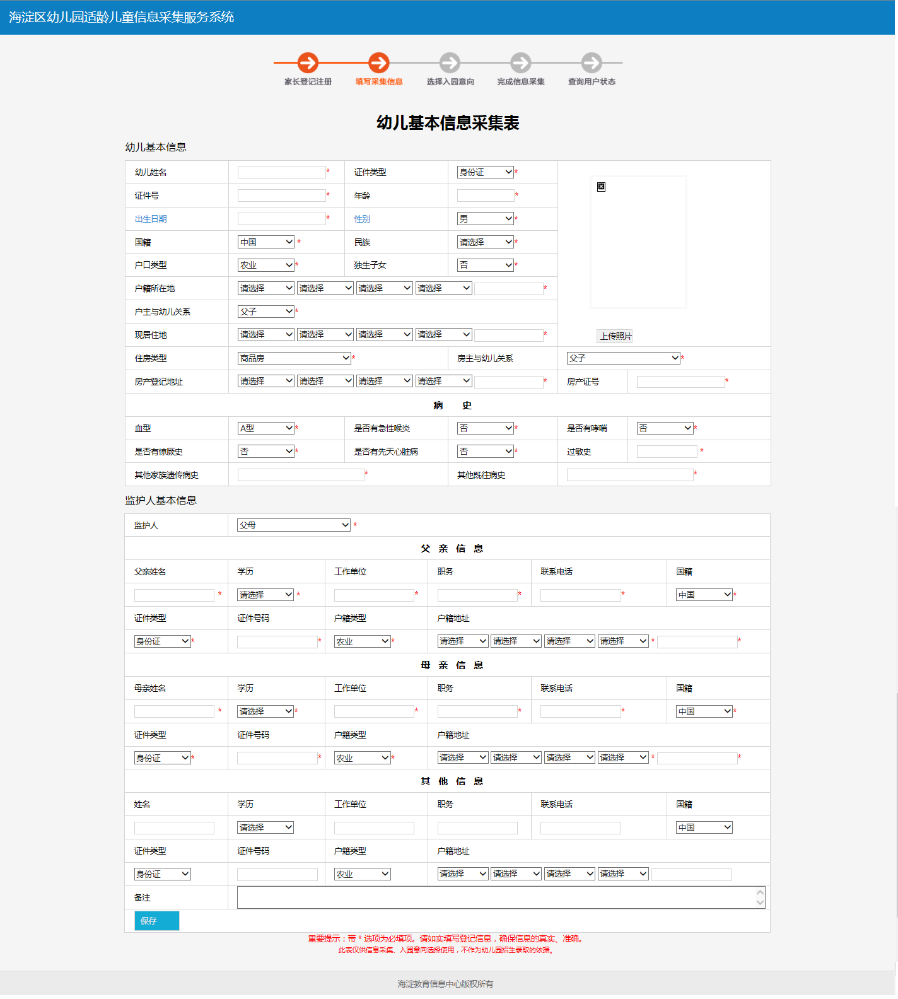 海淀区幼儿园适龄儿童信息采集服务系统
家长登记注册 填写采集信息 选择入园意向 完成信息采集 查询用户状态
幼儿基本信息采集表
幼儿基本信息
幼儿姓名 * 证件类型 身份证 *
证件号 * 年龄 *
出生日期 * 性别 男 *
国籍 中国 * 民族 请选择 *
户口类型 农业 * 独生子女 否 *
户籍所在地 请选择 请选择 请选择 请选择 *
户主与幼儿关系 父子 *
现居住地 请选择 请选择 请选择 请选择 * 上传照片
住房类型 商品房 * 房主与幼儿关系 父子 *
房产登记地址 请选择 请选择 请选择 请选择 * 房产证号 *
病 史
血型 A型 * 是否有急性喉炎 否 * 是否有哮喘 否 *
是否有惊厥史 否 * 是否有先天心脏病 否 * 过敏史 *
其他家族遗传病史 * 其他既往病史 *
监护人基本信息
监护人 父母 *
父 亲 信 息
父亲姓名 学历 工作单位 职务 联系电话 国籍
* 请选择 * * * * 中国 *
证件类型 证件号码 户籍类型 户籍地址
身份证 * * 农业 * 请选择 请选择 请选择 请选择 * *
母 亲 信 息
母亲姓名 学历 工作单位 职务 联系电话 国籍
* 请选择 * * * * 中国 *
证件类型 证件号码 户籍类型 户籍地址
身份证 * * 农业 * 请选择 请选择 请选择 请选择 * *
其 他 信 息
姓名 学历 工作单位 职务 联系电话 国籍
请选择 中国
证件类型 证件号码 户籍类型 户籍地址
身份证 农业 请选择 请选择 请选择 请选择
备注
保存
重要提示：带 * 选项为必填项。请如实填写登记信息，确保信息的真实、准确。
此表仅供信息采集、入园意向选择使用，不作为幼儿园招生录取的依据。
海淀教育信息中心版权所有